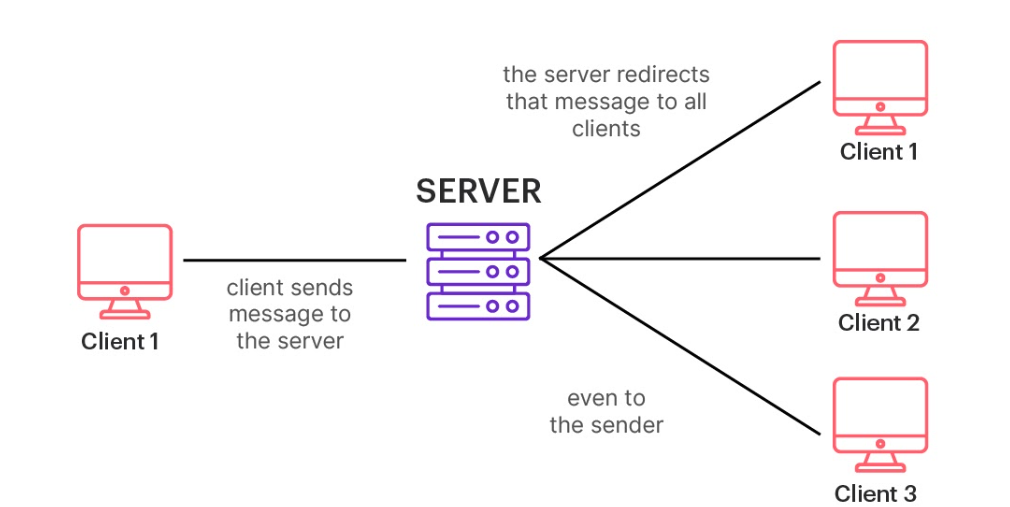 the server redirects
that message to all
clients
Client 1
SERVER
client sends
message to
the server
Client 1
Client 2
even to
the sender
Client 3